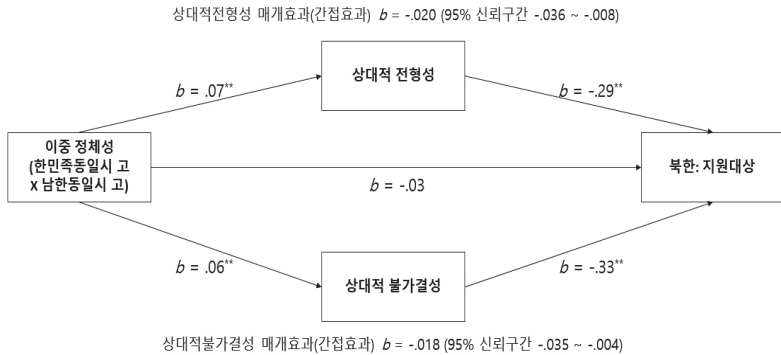 상대적전형성 매개효과(간접효과) b = -.020 (95% 신뢰구간 -.036 ~ -.008)
상대적 전형성
b = .07**
b = -.29**
이중 정체성
(한민족동일시 고
X 남한동일시 고)
북한: 지원대상
b = -.03
b = .06**
b = -.33**
상대적 불가결성
상대적불가결성 매개효과(간접효과) b = -.018 (95% 신뢰구간 -.035 ~ -.004)